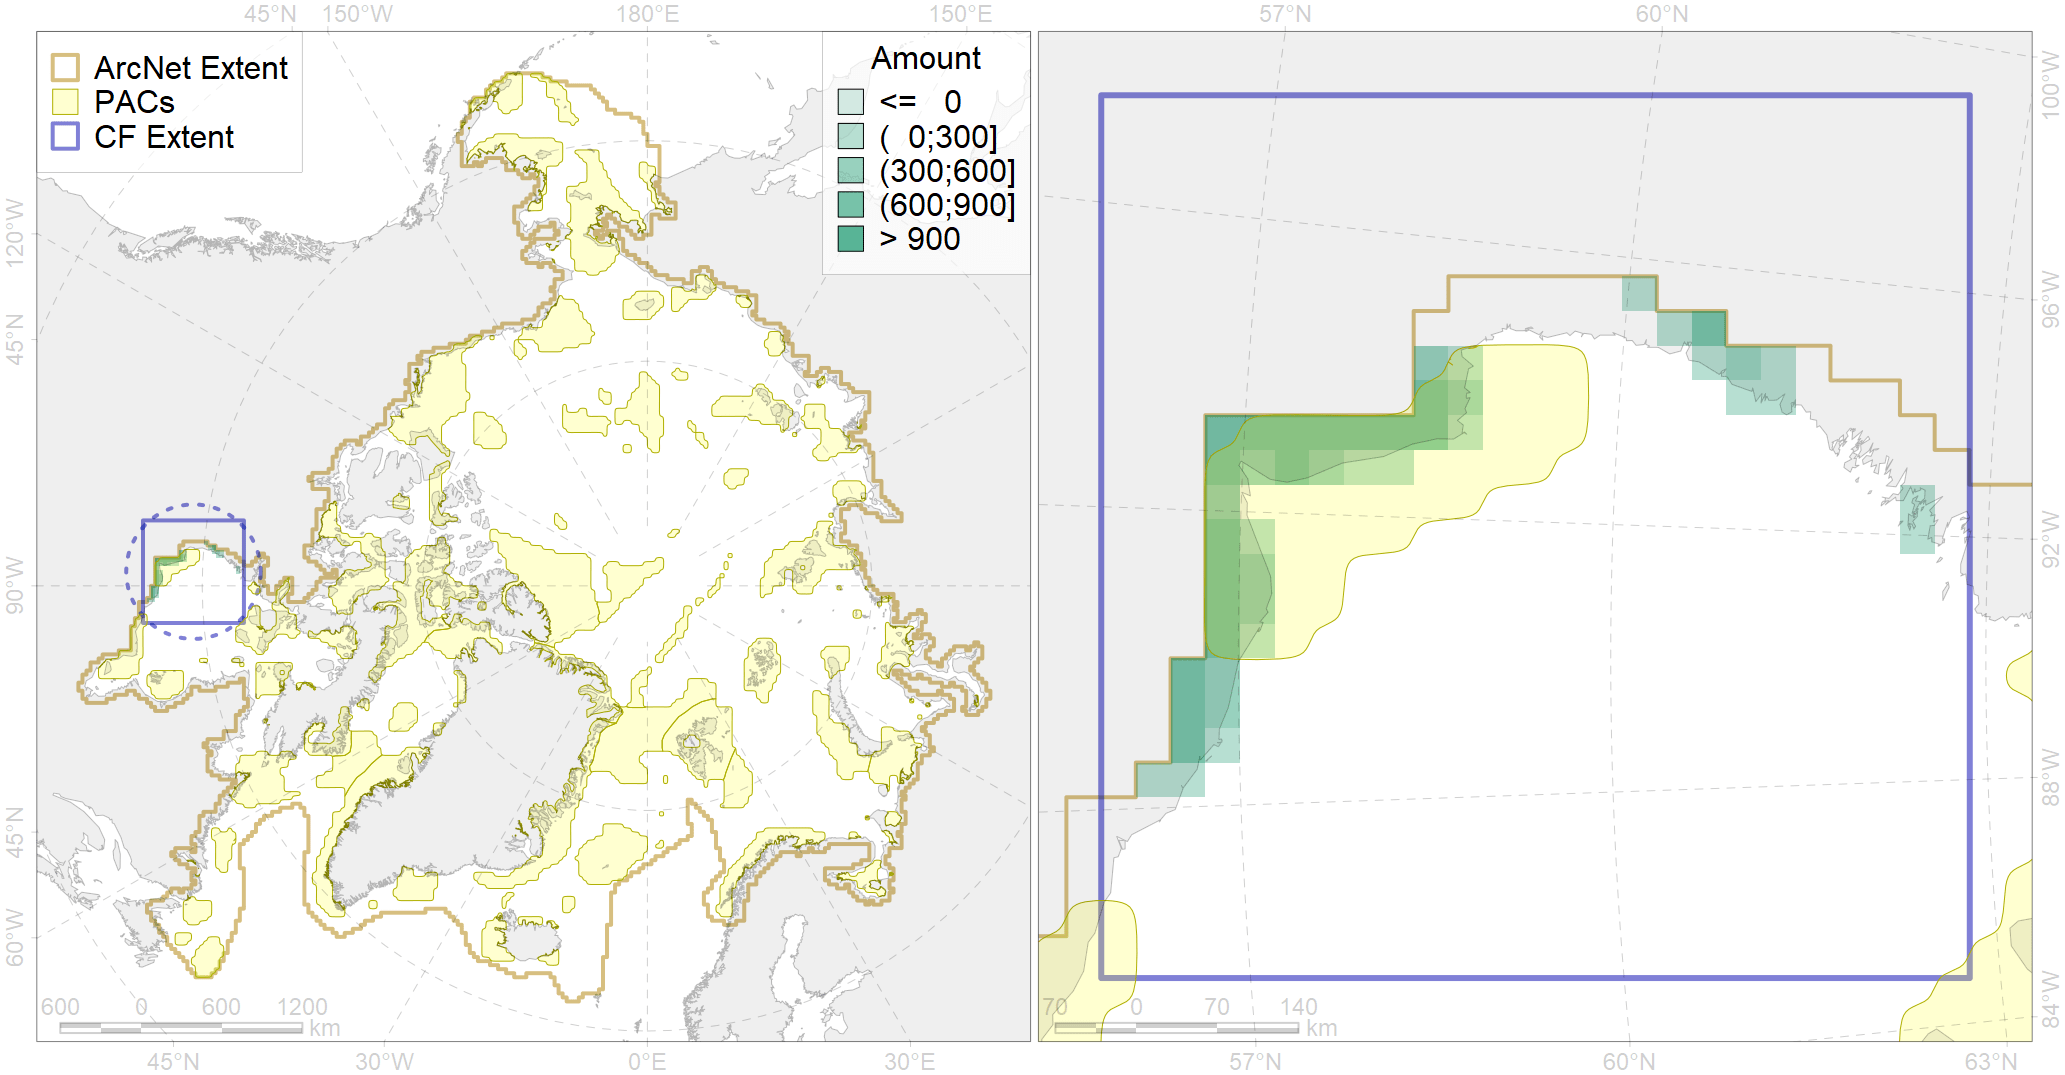 45°N 150°W 180°E 150°E 57°N 60°N
ArcNet Extent
PACs
CF Extent
Amount
<= 0
( 0;300]
(300;600]
(600;900]
> 900
120°W
45°N
90°W
45°N
60°W
100°W
96°W
92°W
88°W
84°W
600 0 600 1200
km
70 0 70 140
km
45°N 30°W 0°E 30°E 57°N 60°N 63°N